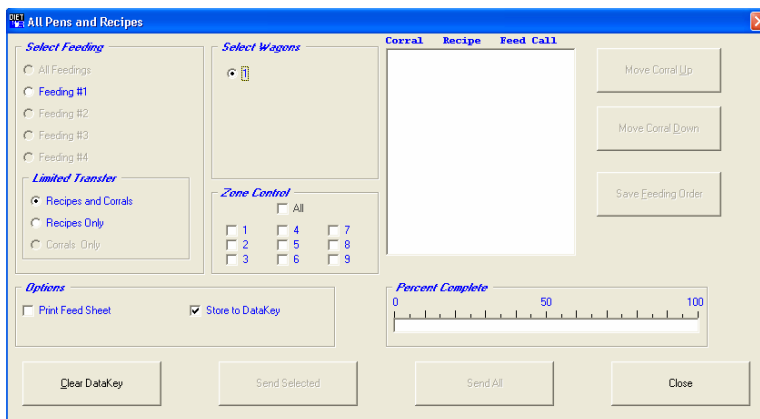 All Pens and Recipes
Select Feeding
All Feedings
Feeding #1
Feeding #2
Feeding #3
Feeding #4
Limited Transfer
Recipes and Corrals
Recipes Only
Corrals Only
Select Wagons
1
Zone Control
All
1 4 7
2 5 8
3 6 9
Corral Recipe Feed Call
Move Corral Up
Move Corral Down
Save Feeding Order
Options
Print Feed Sheet
Store to DataKey
Percent Complete
0 50 100
Clear DataKey
Send Selected
Send All
Close